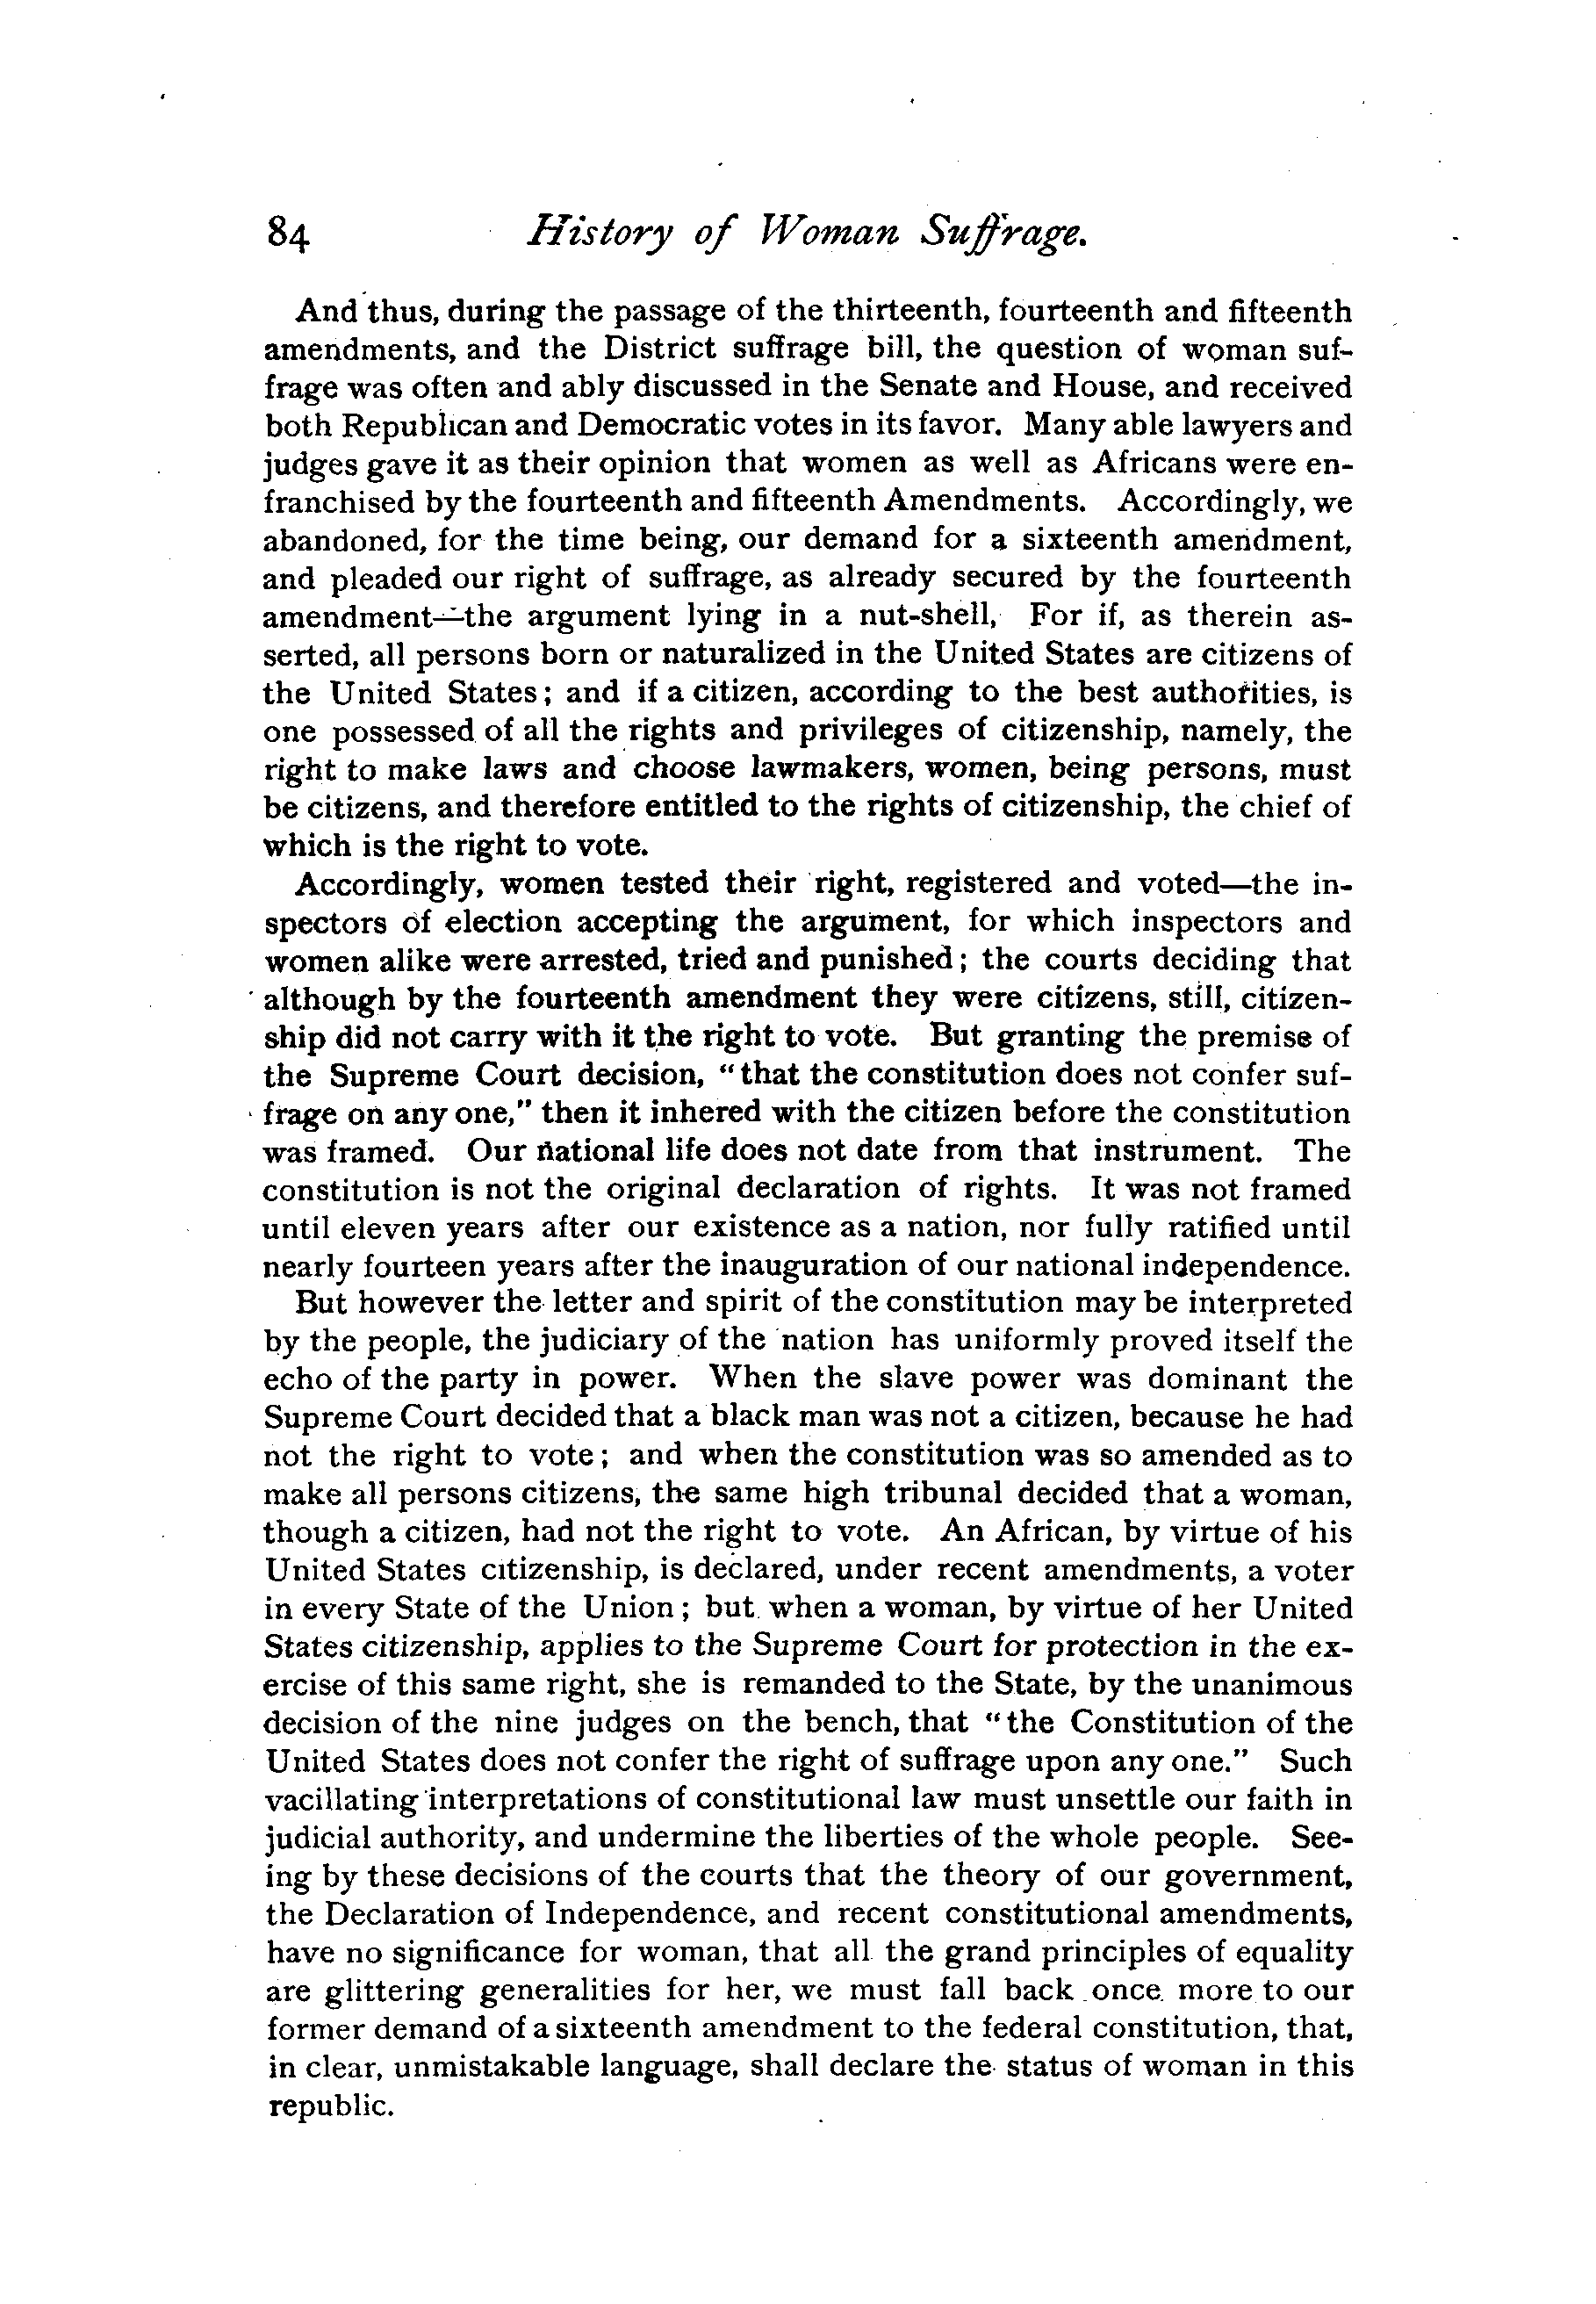 84 History of Woman Suffrage.
And thus, during the passage of the thirteenth, fourteenth and fifteenth
amendments, and the District suffrage bill, the question of woman suf-
frage was often and ably discussed in the Senate and House, and received
both Republican and Democratic votes in its favor. Many able lawyers and
judges gave it as their opinion that women as well as Africans were en-
franchised by the fourteenth and fifteenth Amendments. Accordingly, we
abandoned, for the time being, our demand for a sixteenth amendment,
and pleaded our right of suffrage, as already secured by the fourteenth
amendment—the argument lying in a nut-shell, For if, as therein as-
serted, all persons born or naturalized in the United States are citizens of
the United States; and if a citizen, according to the best authorities, is
one possessed of all the rights and privileges of citizenship, namely, the
right to make laws and choose lawmakers, women, being persons, must
be citizens, and therefore entitled to the rights of citizenship, the chief of
which is the right to vote.
Accordingly, women tested their right, registered and voted—the in-
spectors of election accepting the argument, for which inspectors and
women alike were arrested, tried and punished; the courts deciding that
although by the fourteenth amendment they were citizens, still, citizen-
ship did not carry with it the right to vote. But granting the premise of
the Supreme Court decision, "that the constitution does not confer suf-
frage on any one," then it inhered with the citizen before the constitution
was framed. Our national life does not date from that instrument. The
constitution is not the original declaration of rights. It was not framed
until eleven years after our existence as a nation, nor fully ratified until
nearly fourteen years after the inauguration of our national independence.
But however the letter and spirit of the constitution may be interpreted
by the people, the judiciary of the nation has uniformly proved itself the
echo of the party in power. When the slave power was dominant the
Supreme Court decided that a black man was not a citizen, because he had
not the right to vote; and when the constitution was so amended as to
make all persons citizens, the same high tribunal decided that a woman,
though a citizen, had not the right to vote. An African, by virtue of his
United States citizenship, is declared, under recent amendments, a voter
in every State of the Union; but when a woman, by virtue of her United
States citizenship, applies to the Supreme Court for protection in the ex-
ercise of this same right, she is remanded to the State, by the unanimous
decision of the nine judges on the bench, that "the Constitution of the
United States does not confer the right of suffrage upon any one." Such
vacillating interpretations of constitutional law must unsettle our faith in
judicial authority, and undermine the liberties of the whole people. See-
ing by these decisions of the courts that the theory of our government,
the Declaration of Independence, and recent constitutional amendments,
have no significance for woman, that all the grand principles of equality
are glittering generalities for her, we must fall back once more to our
former demand of a sixteenth amendment to the federal constitution, that,
in clear, unmistakable language, shall declare the status of woman in this
republic.